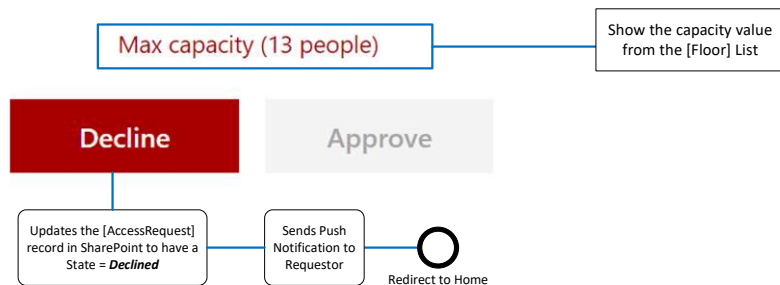 Max capacity (13 people)
Show the capacity value
from the [Floor] List
Decline
Approve
Updates the [AccessRequest]
record in SharePoint to have a
State = Declined
Sends Push
Notification to
Requestor
Redirect to Home